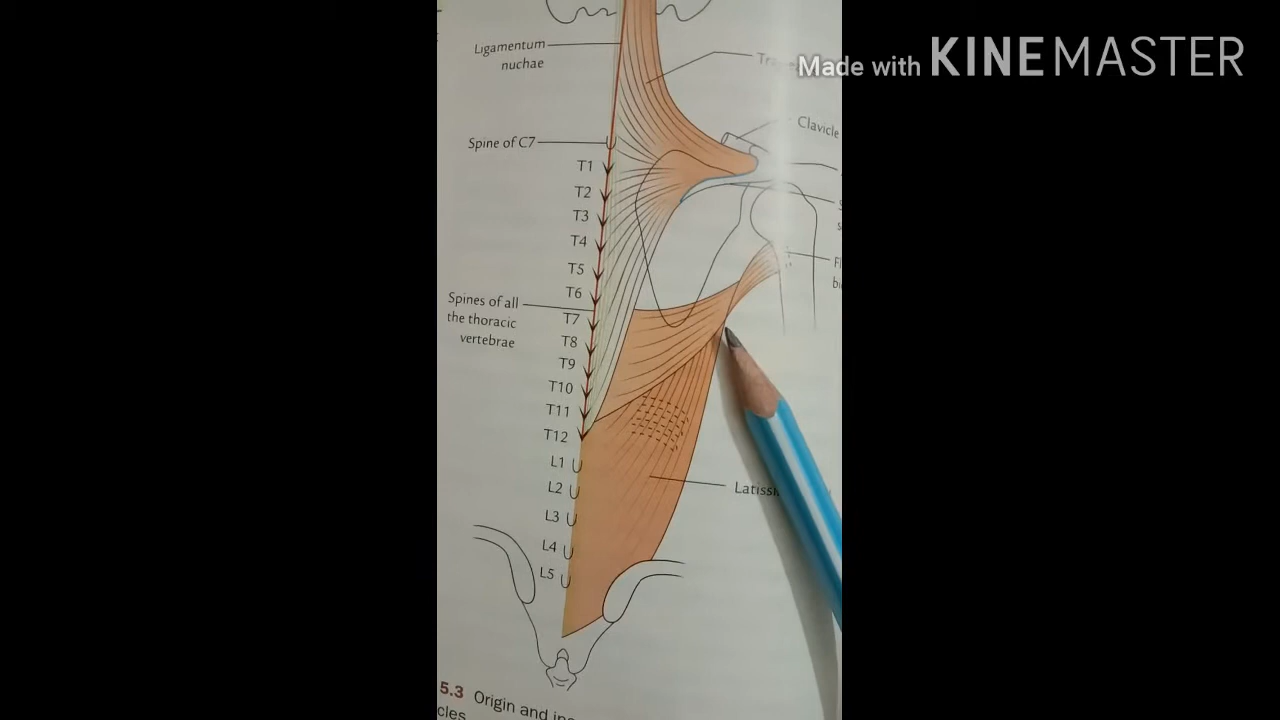 Made with KINEMASTER
Ligamentum
nuchae
Clavicle
Spine of C7
T1
T2
T3
T4
T5
T6
Spines of all
the thoracic
vertebrae
T7
T8
T9
T10
T11
T12
L1
L2
L3
L4
L5
5.3 Origin and